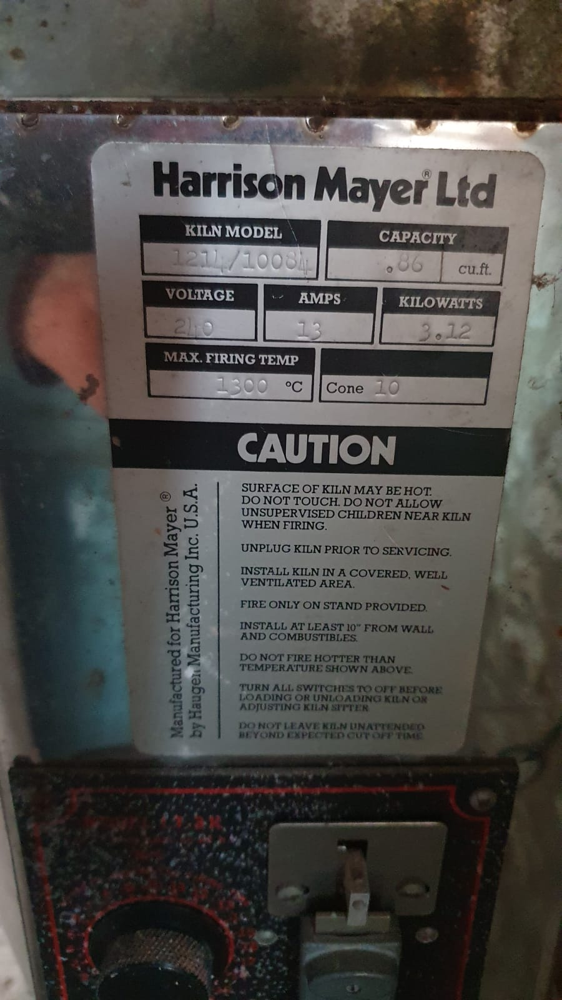 Harrison Mayer® Ltd
KILN MODEL
1214/10084
CAPACITY
.86 cu.ft.
VOLTAGE
240
AMPS
13
KILOWATTS
3.12
MAX. FIRING TEMP
1300 °C
Cone 10
CAUTION
Manufactured for Harrison Mayer®
by Haugen Manufacturing Inc. U.S.A.
SURFACE OF KILN MAY BE HOT.
DO NOT TOUCH. DO NOT ALLOW
UNSUPERVISED CHILDREN NEAR KILN
WHEN FIRING.
UNPLUG KILN PRIOR TO SERVICING.
INSTALL KILN IN A COVERED, WELL
VENTILATED AREA.
FIRE ONLY ON STAND PROVIDED.
INSTALL AT LEAST 10" FROM WALL
AND COMBUSTIBLES.
DO NOT FIRE HOTTER THAN
TEMPERATURE SHOWN ABOVE.
TURN ALL SWITCHES TO OFF BEFORE
LOADING OR UNLOADING KILN OR
ADJUSTING KILN SITTER
DO NOT LEAVE KILN UNATTENDED
BEYOND EXPECTED CUT OFF TIME.